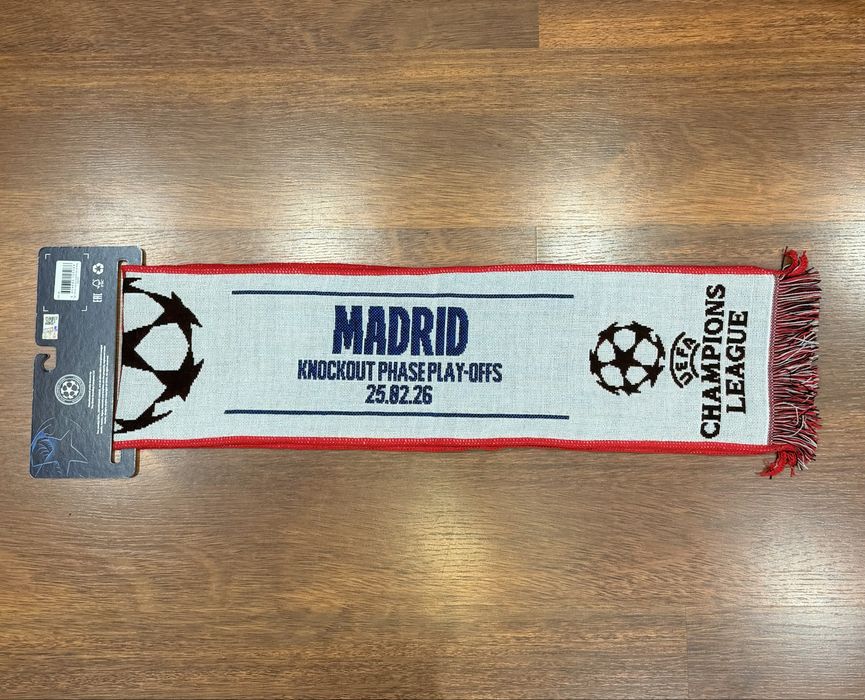 MADRID
KNOCKOUT PHASE PLAY-OFFS
25.02.26
UEFA
CHAMPIONS
LEAGUE